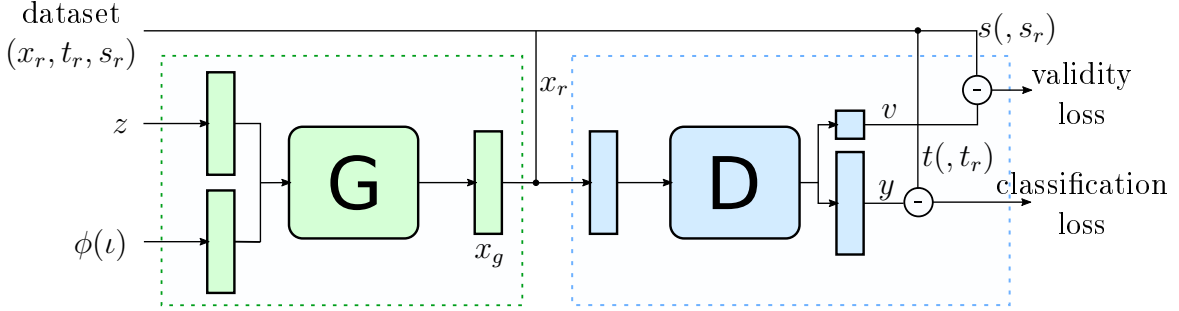 dataset
(x_r, t_r, s_r)
s(, s_r)
validity
loss
x_r
z
v
G
D
t(, t_r)
classification
loss
y
ϕ(ι)
x_g
-
-